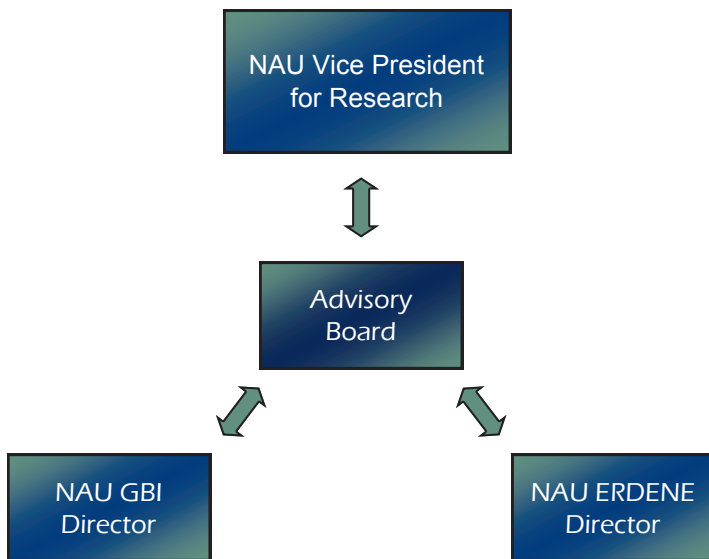 NAU Vice President
for Research
Advisory
Board
NAU GBI
Director
NAU ERDENE
Director